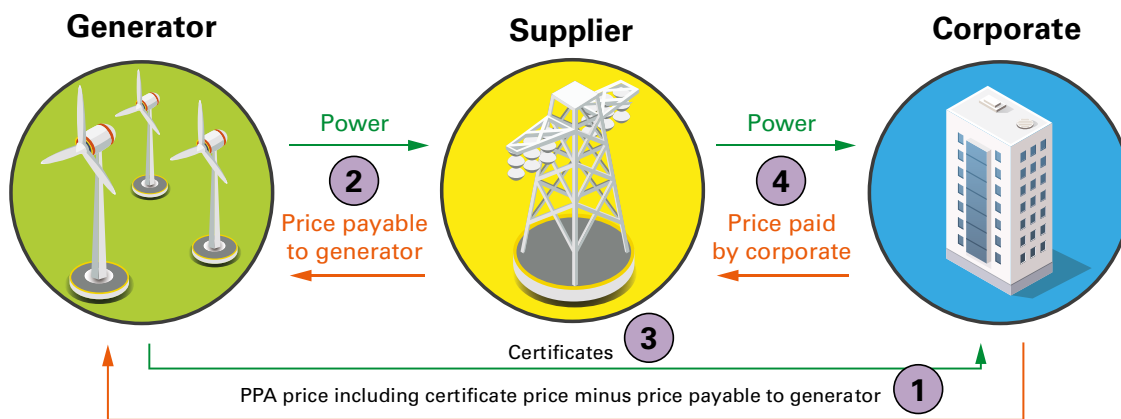 Generator
Supplier
Corporate
Power
Power
2
4
Price payable
to generator
Price paid
by corporate
3
Certificates
1
PPA price including certificate price minus price payable to generator